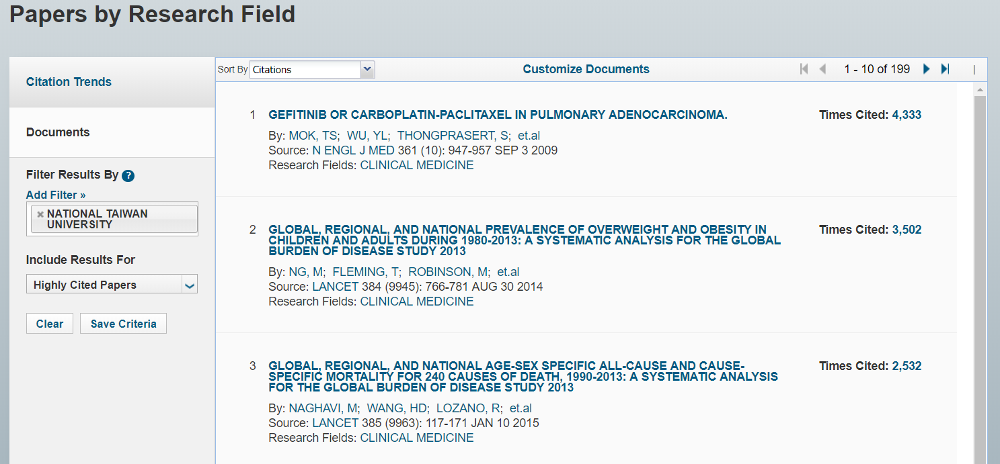 Papers by Research Field
Citation Trends
Documents
Filter Results By ?
Add Filter »
× NATIONAL TAIWAN
UNIVERSITY
Include Results For
Highly Cited Papers
Clear Save Criteria
Sort By Citations Customize Documents 1 - 10 of 199 |
1 GEFITINIB OR CARBOPLATIN-PACLITAXEL IN PULMONARY ADENOCARCINOMA. Times Cited: 4,333
By: MOK, TS; WU, YL; THONGPRASERT, S; et.al
Source: N ENGL J MED 361 (10): 947-957 SEP 3 2009
Research Fields: CLINICAL MEDICINE
2 GLOBAL, REGIONAL, AND NATIONAL PREVALENCE OF OVERWEIGHT AND OBESITY IN Times Cited: 3,502
CHILDREN AND ADULTS DURING 1980-2013: A SYSTEMATIC ANALYSIS FOR THE GLOBAL
BURDEN OF DISEASE STUDY 2013
By: NG, M; FLEMING, T; ROBINSON, M; et.al
Source: LANCET 384 (9945): 766-781 AUG 30 2014
Research Fields: CLINICAL MEDICINE
3 GLOBAL, REGIONAL, AND NATIONAL AGE-SEX SPECIFIC ALL-CAUSE AND CAUSE- Times Cited: 2,532
SPECIFIC MORTALITY FOR 240 CAUSES OF DEATH, 1990-2013: A SYSTEMATIC ANALYSIS
FOR THE GLOBAL BURDEN OF DISEASE STUDY 2013
By: NAGHAVI, M; WANG, HD; LOZANO, R; et.al
Source: LANCET 385 (9963): 117-171 JAN 10 2015
Research Fields: CLINICAL MEDICINE